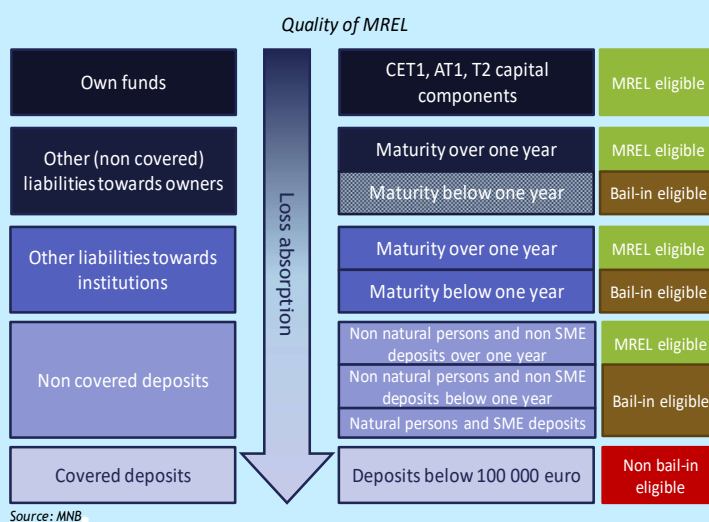 Quality of MREL
Own funds
CET1, AT1, T2 capital
components
MREL eligible
Other (non covered)
liabilities towards owners
Maturity over one year
MREL eligible
Maturity below one year
Bail-in eligible
Loss absorption
Other liabilities towards
institutions
Maturity over one year
MREL eligible
Maturity below one year
Bail-in eligible
Non covered deposits
Non natural persons and non SME
deposits over one year
MREL eligible
Non natural persons and non SME
deposits below one year
Natural persons and SME deposits
Bail-in eligible
Covered deposits
Deposits below 100 000 euro
Non bail-in
eligible
Source: MNB